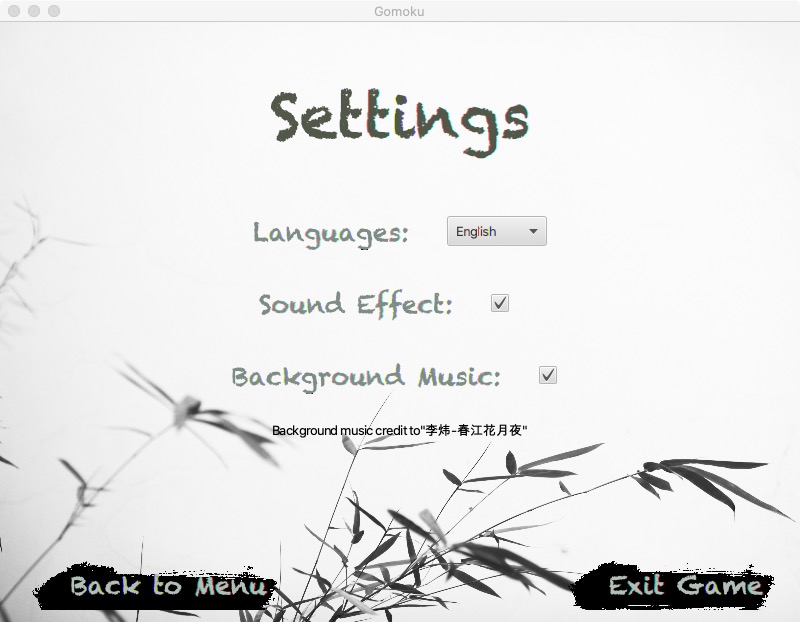 Gomoku
Settings
Languages: English
Sound Effect:
Background Music:
Background music credit to"李炜-春江花月夜"
Back to Menu
Exit Game